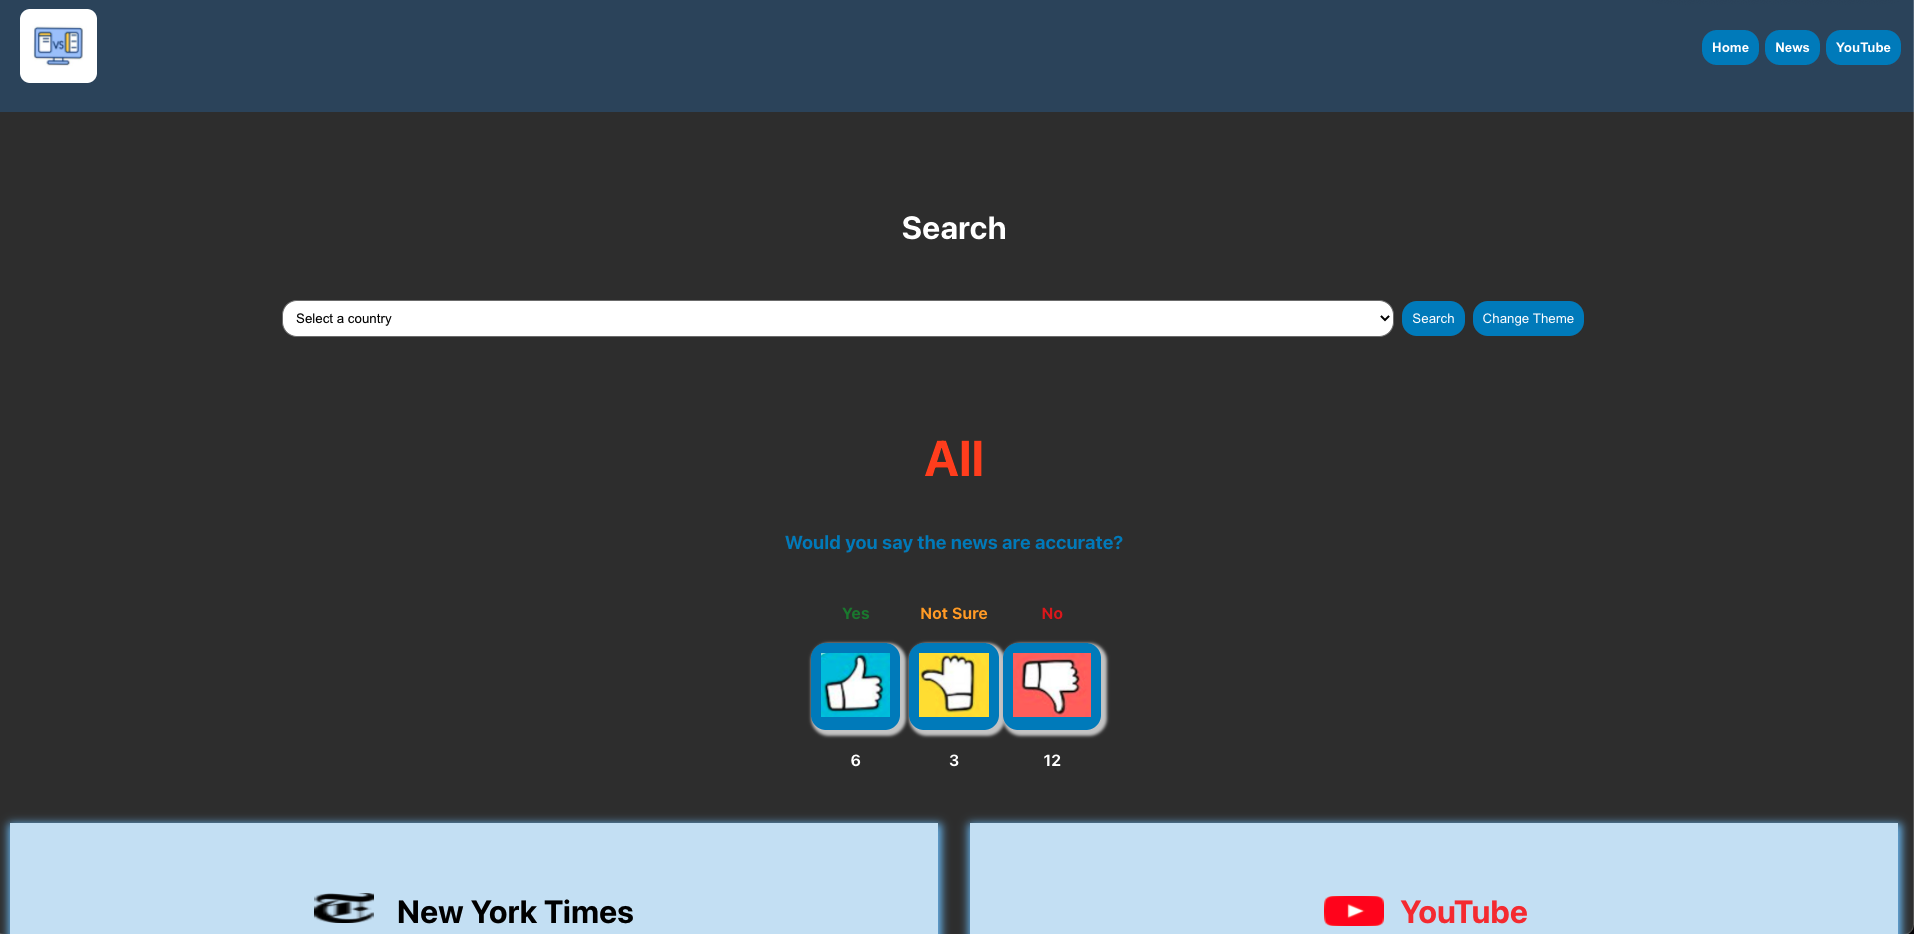 VS
Home News YouTube
Search
Select a country
Search
Change Theme
All
Would you say the news are accurate?
Yes Not Sure No
6 3 12
New York Times
YouTube